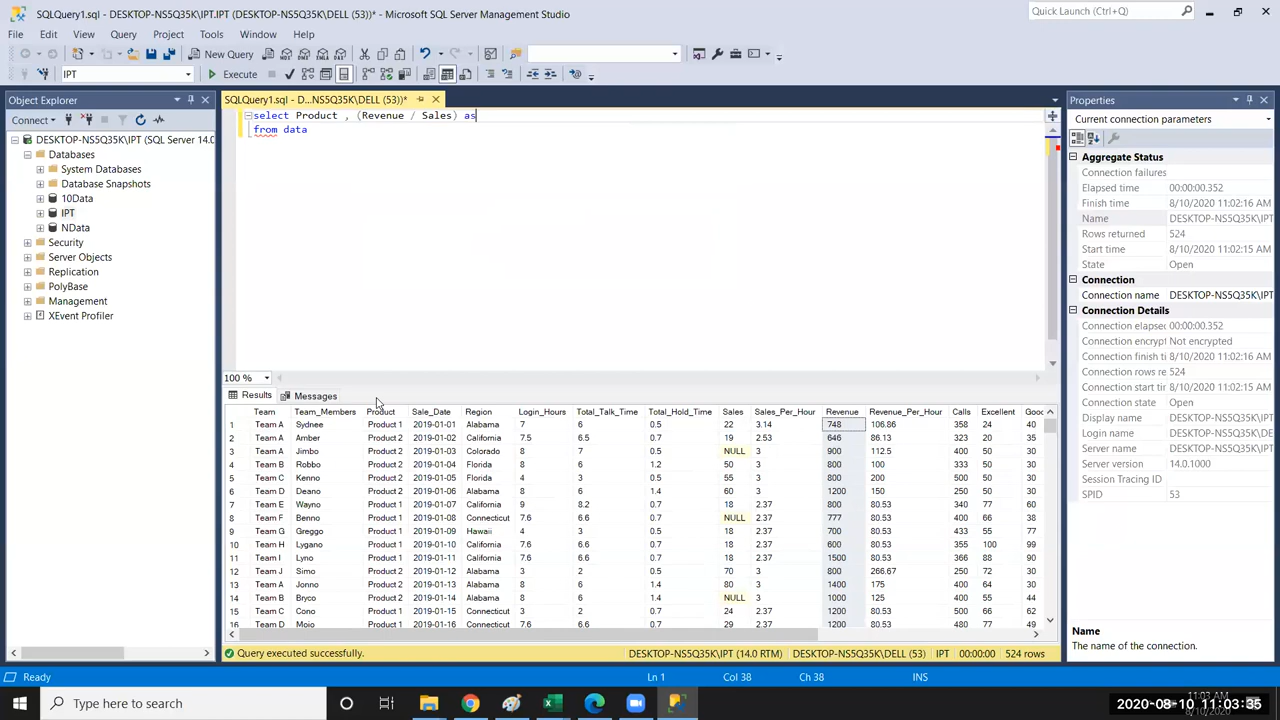 SQLQuery1.sql - DESKTOP-NS5Q35K\IPT.IPT (DESKTOP-NS5Q35K\DELL (53))* - Microsoft SQL Server Management Studio
Quick Launch (Ctrl+Q)
File Edit View Query Project Tools Window Help
New Query
MDX DMX XMLA DAX
IPT Execute
Object Explorer
Connect
DESKTOP-NS5Q35K\IPT (SQL Server 14.0
Databases
System Databases
Database Snapshots
10Data
IPT
NData
Security
Server Objects
Replication
PolyBase
Management
XEvent Profiler
SQLQuery1.sql - D...NS5Q35K\DELL (53))*
select Product , (Revenue / Sales) as
from data
100 %
Results Messages
Team Team_Members Product Sale_Date Region Login_Hours Total_Talk_Time Total_Hold_Time Sales Sales_Per_Hour Revenue Revenue_Per_Hour Calls Excellent Good
1 Team A Sydnee Product 1 2019-01-01 Alabama 7 6 0.5 22 3.14 748 106.86 358 24 40
2 Team A Amber Product 2 2019-01-02 California 7.5 6.5 0.7 19 2.53 646 86.13 323 20 35
3 Team A Jimbo Product 2 2019-01-03 Colorado 8 7 0.5 NULL 3 900 112.5 400 50 30
4 Team B Robbo Product 2 2019-01-04 Florida 8 6 1.2 50 3 800 100 333 50 30
5 Team C Kenno Product 2 2019-01-05 Florida 4 3 0.5 55 3 800 200 500 50 30
6 Team D Deano Product 2 2019-01-06 Alabama 8 6 1.4 60 3 1200 150 250 50 30
7 Team E Wayno Product 1 2019-01-07 California 9 8.2 0.7 18 2.37 800 80.53 340 77 60
8 Team F Benno Product 1 2019-01-08 Connecticut 7.6 6.6 0.7 NULL 2.37 777 80.53 400 66 38
9 Team G Greggo Product 1 2019-01-09 Hawaii 4 3 0.5 18 2.37 700 80.53 433 55 77
10 Team H Lygano Product 1 2019-01-10 California 7.6 6.6 0.7 18 2.37 600 80.53 355 100 99
11 Team I Lyno Product 1 2019-01-11 California 7.6 6.6 0.7 18 2.37 1500 80.53 366 88 90
12 Team J Simo Product 2 2019-01-12 Alabama 3 2 0.5 70 3 800 266.67 250 72 30
13 Team A Jonno Product 2 2019-01-13 Alabama 8 6 1.4 80 3 1400 175 400 64 30
14 Team B Bryco Product 2 2019-01-14 Alabama 8 6 1.4 NULL 3 1000 125 400 55 44
15 Team C Cono Product 1 2019-01-15 Connecticut 3 2 0.7 24 2.37 1200 80.53 500 66 62
16 Team D Mojo Product 1 2019-01-16 Connecticut 7.6 6.6 0.7 29 2.37 1200 80.53 480 77 49
Query executed successfully. DESKTOP-NS5Q35K\IPT (14.0 RTM) DESKTOP-NS5Q35K\DELL (53) IPT 00:00:00 524 rows
Properties
Current connection parameters
Aggregate Status
Connection failures
Elapsed time 00:00:00.352
Finish time 8/10/2020 11:02:16 AM
Name DESKTOP-NS5Q35K\IPT
Rows returned 524
Start time 8/10/2020 11:02:15 AM
State Open
Connection
Connection name DESKTOP-NS5Q35K\IPT
Connection Details
Connection elapse 00:00:00.352
Connection encryp Not encrypted
Connection finish ti 8/10/2020 11:02:16 AM
Connection rows re 524
Connection start tir 8/10/2020 11:02:15 AM
Connection state Open
Display name DESKTOP-NS5Q35K\IPT
Login name DESKTOP-NS5Q35K\DE
Server name DESKTOP-NS5Q35K\IPT
Server version 14.0.1000
Session Tracing ID
SPID 53
Name
The name of the connection.
Ready Ln 1 Col 38 Ch 38 INS
Type here to search
11:03 AM
8/10/2020
2020-08-10 11:03:35